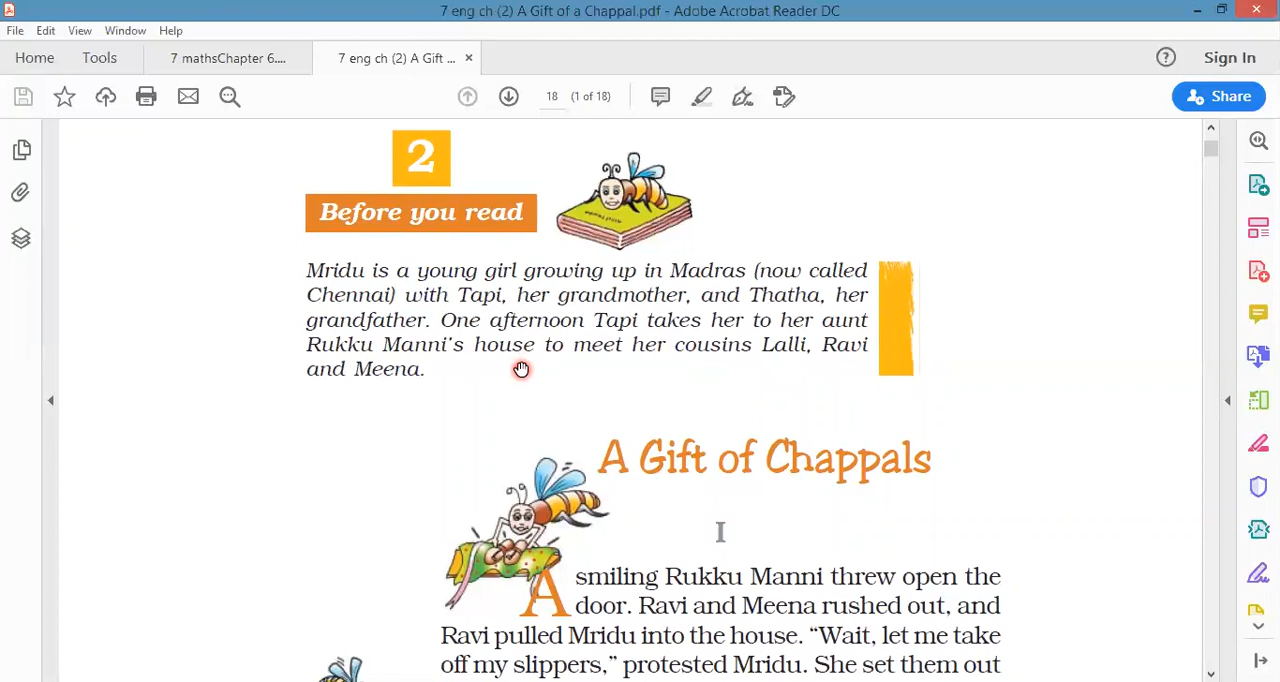 7 eng ch (2) A Gift of a Chappal.pdf - Adobe Acrobat Reader DC
File Edit View Window Help
Home Tools 7 mathsChapter 6.... 7 eng ch (2) A Gift ... × Sign In
18 (1 of 18) Share
2
Before you read
Mridu is a young girl growing up in Madras (now called
Chennai) with Tapi, her grandmother, and Thatha, her
grandfather. One afternoon Tapi takes her to her aunt
Rukku Manni's house to meet her cousins Lalli, Ravi
and Meena.
A Gift of Chappals
I
A smiling Rukku Manni threw open the
door. Ravi and Meena rushed out, and
Ravi pulled Mridu into the house. “Wait, let me take
off my slippers,” protested Mridu. She set them out